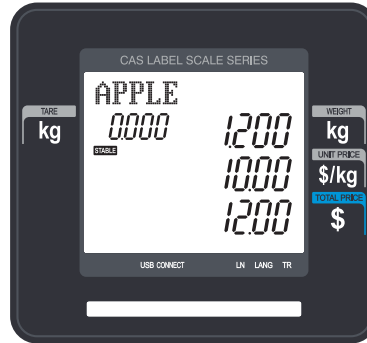 CAS LABEL SCALE SERIES
APPLE
TARE
kg
0.000
STABLE
1.200
WEIGHT
kg
10.00
UNIT PRICE
$/kg
12.00
TOTAL PRICE
$
USB CONNECT LN LANG TR